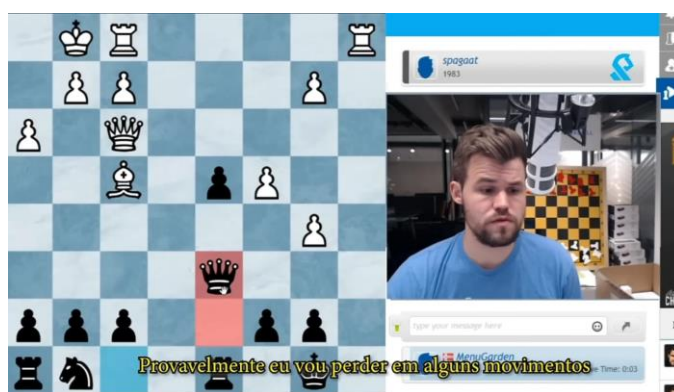 spagaat
1983
type your message here
MenuGarden
Time: 0:03
Provavelmente eu vou perder em alguns movimentos